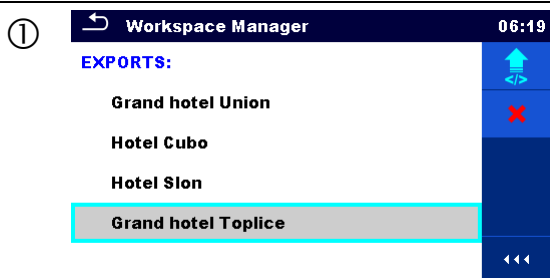 ①
Workspace Manager 06:19
EXPORTS:
</>
Grand hotel Union
Hotel Cubo
Hotel Slon
Grand hotel Toplice